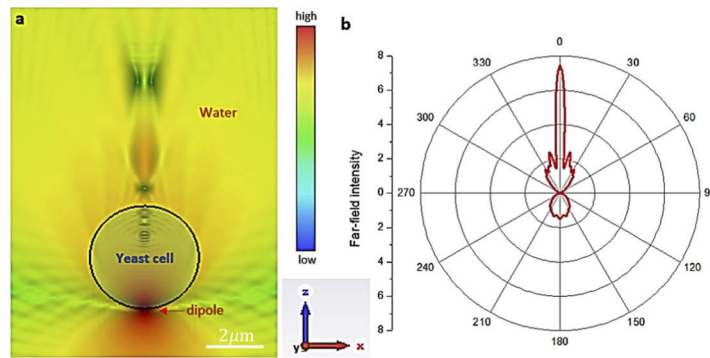 a
high
b
Water
Yeast cell
dipole
2μm
low
z
y
x
0
330
30
300
60
270
9
240
120
210
150
180
Far-field intensity
8
6
4
2
0
2
4
6
8